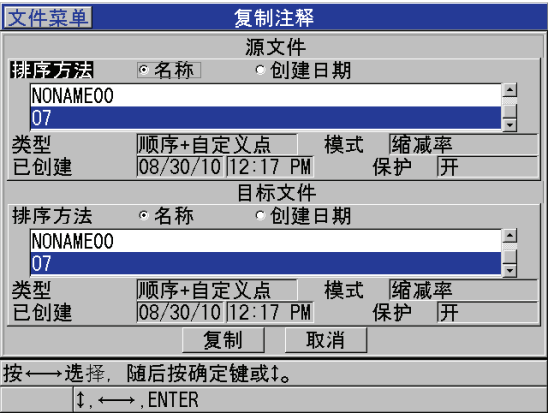 文件菜单 复制注释
源文件
排序方法 名称 创建日期
NONAME00
07
类型 顺序+自定义点 模式 缩减率
已创建 08/30/10 12:17 PM 保护 开
目标文件
排序方法 名称 创建日期
NONAME00
07
类型 顺序+自定义点 模式 缩减率
已创建 08/30/10 12:17 PM 保护 开
复制 取消
按←→选择, 随后按确定键或↕。
↕, ←→ ,ENTER